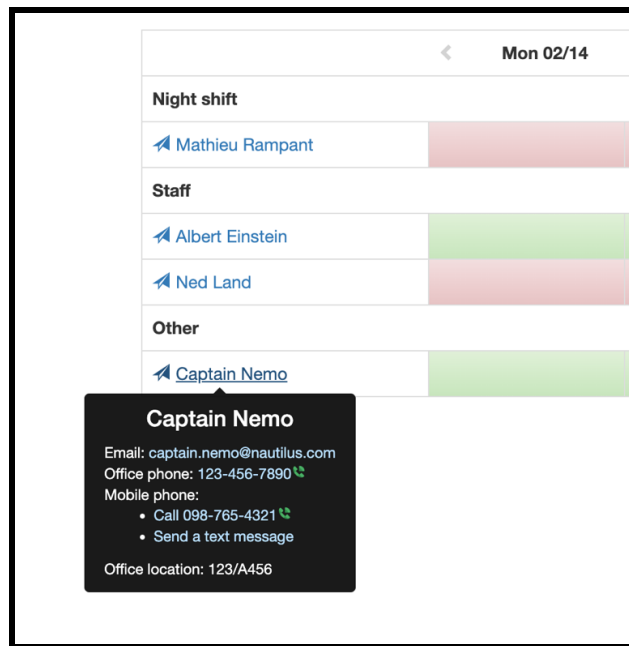 Mon 02/14
Night shift
Mathieu Rampant
Staff
Albert Einstein
Ned Land
Other
Captain Nemo
Captain Nemo
Email: captain.nemo@nautilus.com
Office phone: 123-456-7890
Mobile phone:
• Call 098-765-4321
• Send a text message
Office location: 123/A456